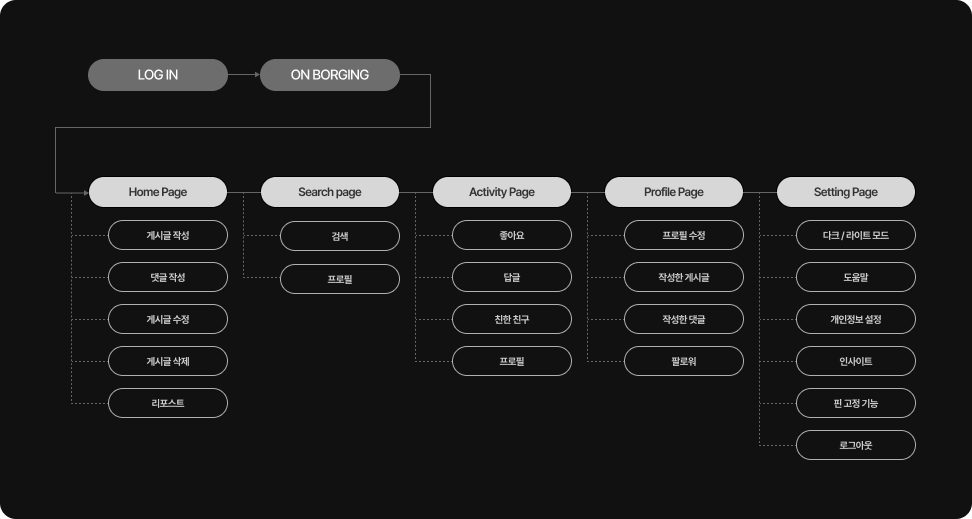 LOG IN
ON BORGING
Home Page
게시글 작성
댓글 작성
게시글 수정
게시글 삭제
리포스트
Search page
검색
프로필
Activity Page
좋아요
답글
친한 친구
프로필
Profile Page
프로필 수정
작성한 게시글
작성한 댓글
팔로워
Setting Page
다크 / 라이트 모드
도움말
개인정보 설정
인사이트
핀 고정 기능
로그아웃